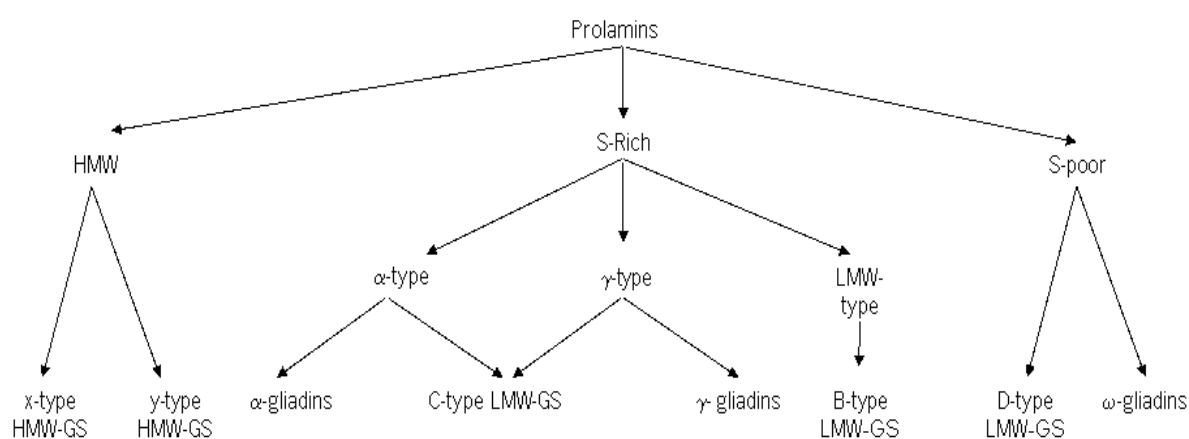 Prolamins
HMW
S-Rich
S-poor
α-type
γ-type
LMW-
type
x-type
HMW-GS
y-type
HMW-GS
α-gliadins
C-type LMW-GS
γ- gliadins
B-type
LMW-GS
D-type
LMW-GS
ω-gliadins